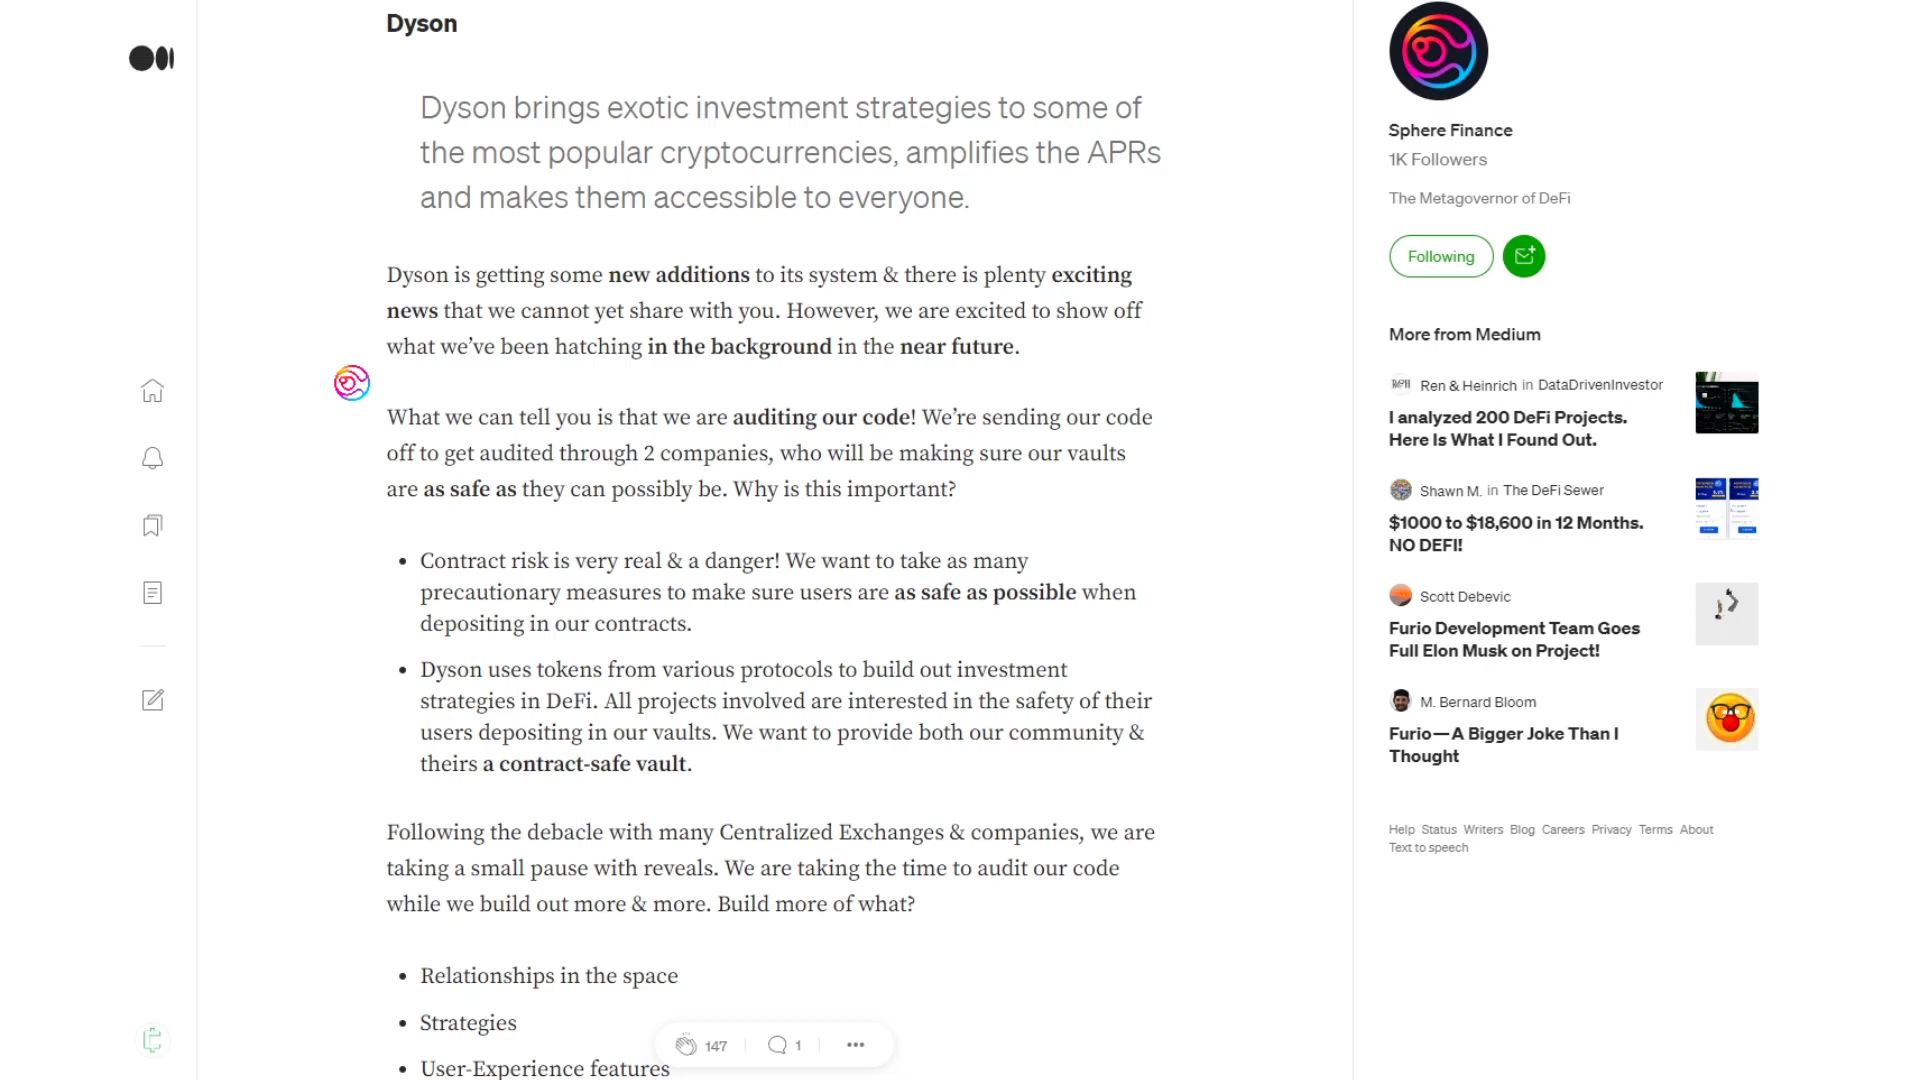 Dyson
Dyson brings exotic investment strategies to some of
the most popular cryptocurrencies, amplifies the APRs
and makes them accessible to everyone.
Dyson is getting some new additions to its system & there is plenty exciting
news that we cannot yet share with you. However, we are excited to show off
what we’ve been hatching in the background in the near future.
What we can tell you is that we are auditing our code! We’re sending our code
off to get audited through 2 companies, who will be making sure our vaults
are as safe as they can possibly be. Why is this important?
• Contract risk is very real & a danger! We want to take as many
precautionary measures to make sure users are as safe as possible when
depositing in our contracts.
• Dyson uses tokens from various protocols to build out investment
strategies in DeFi. All projects involved are interested in the safety of their
users depositing in our vaults. We want to provide both our community &
theirs a contract-safe vault.
Following the debacle with many Centralized Exchanges & companies, we are
taking a small pause with reveals. We are taking the time to audit our code
while we build out more & more. Build more of what?
• Relationships in the space
• Strategies
• User-Experience features
147
1
Sphere Finance
1K Followers
The Metagovernor of DeFi
Following
More from Medium
Ren & Heinrich in DataDrivenInvestor
I analyzed 200 DeFi Projects.
Here Is What I Found Out.
Shawn M. in The DeFi Sewer
$1000 to $18,600 in 12 Months.
NO DEFI!
Scott Debevic
Furio Development Team Goes
Full Elon Musk on Project!
M. Bernard Bloom
Furio—A Bigger Joke Than I
Thought
Help Status Writers Blog Careers Privacy Terms About
Text to speech